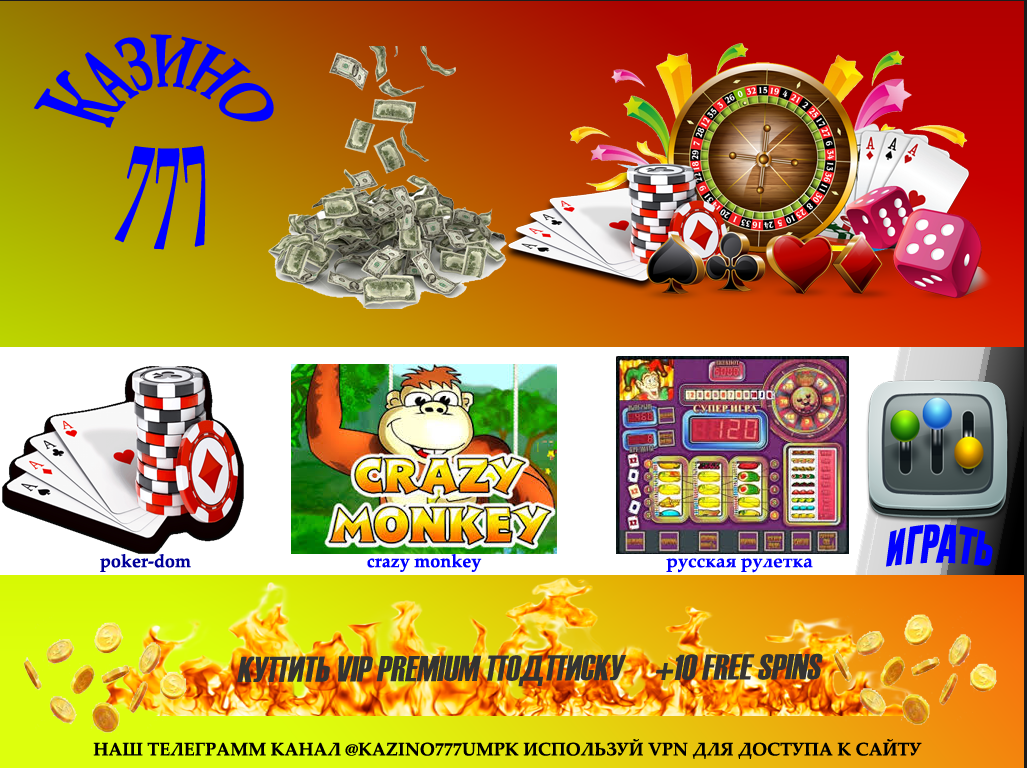 КАЗИНО
777
CRAZY
MONKEY
СУПЕР ИГРА
120
poker-dom
crazy monkey
русская рулетка
ИГРАТЬ
КУПИТЬ VIP PREMIUM ПОДПИСКУ +10 FREE SPINS
НАШ ТЕЛЕГРАММ КАНАЛ @KAZINO777UMPK ИСПОЛЬЗУЙ VPN ДЛЯ ДОСТУПА К САЙТУ